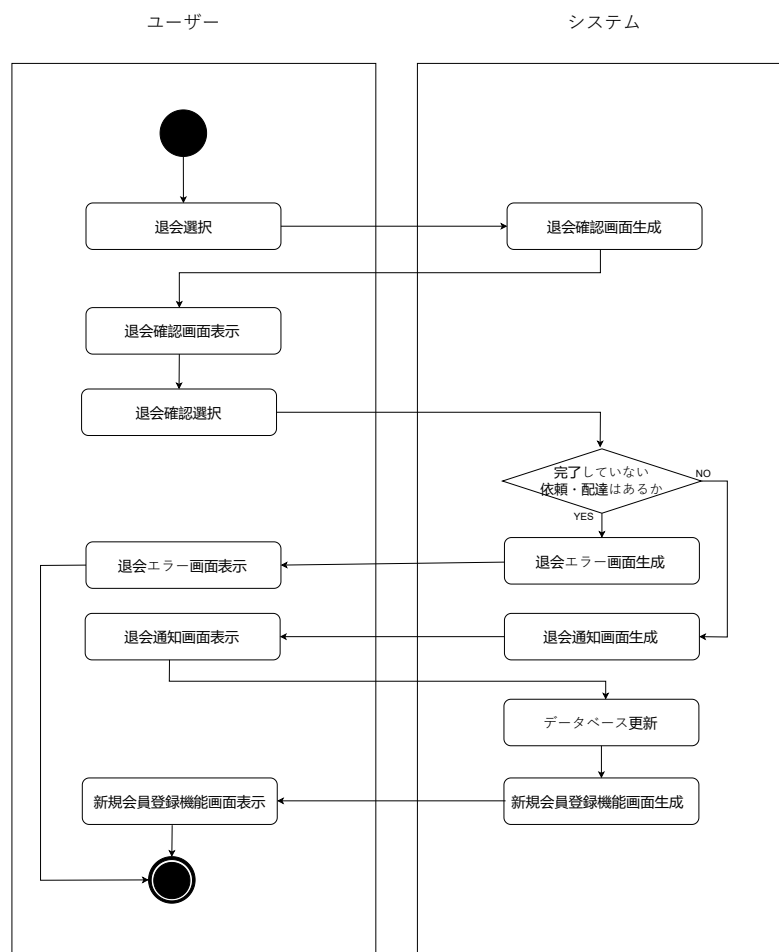 ユーザー
システム
退会選択
退会確認画面生成
退会確認画面表示
退会確認選択
完了していない
依頼・配達はあるか
NO
YES
退会エラー画面表示
退会エラー画面生成
退会通知画面表示
退会通知画面生成
データベース更新
新規会員登録機能画面表示
新規会員登録機能画面生成